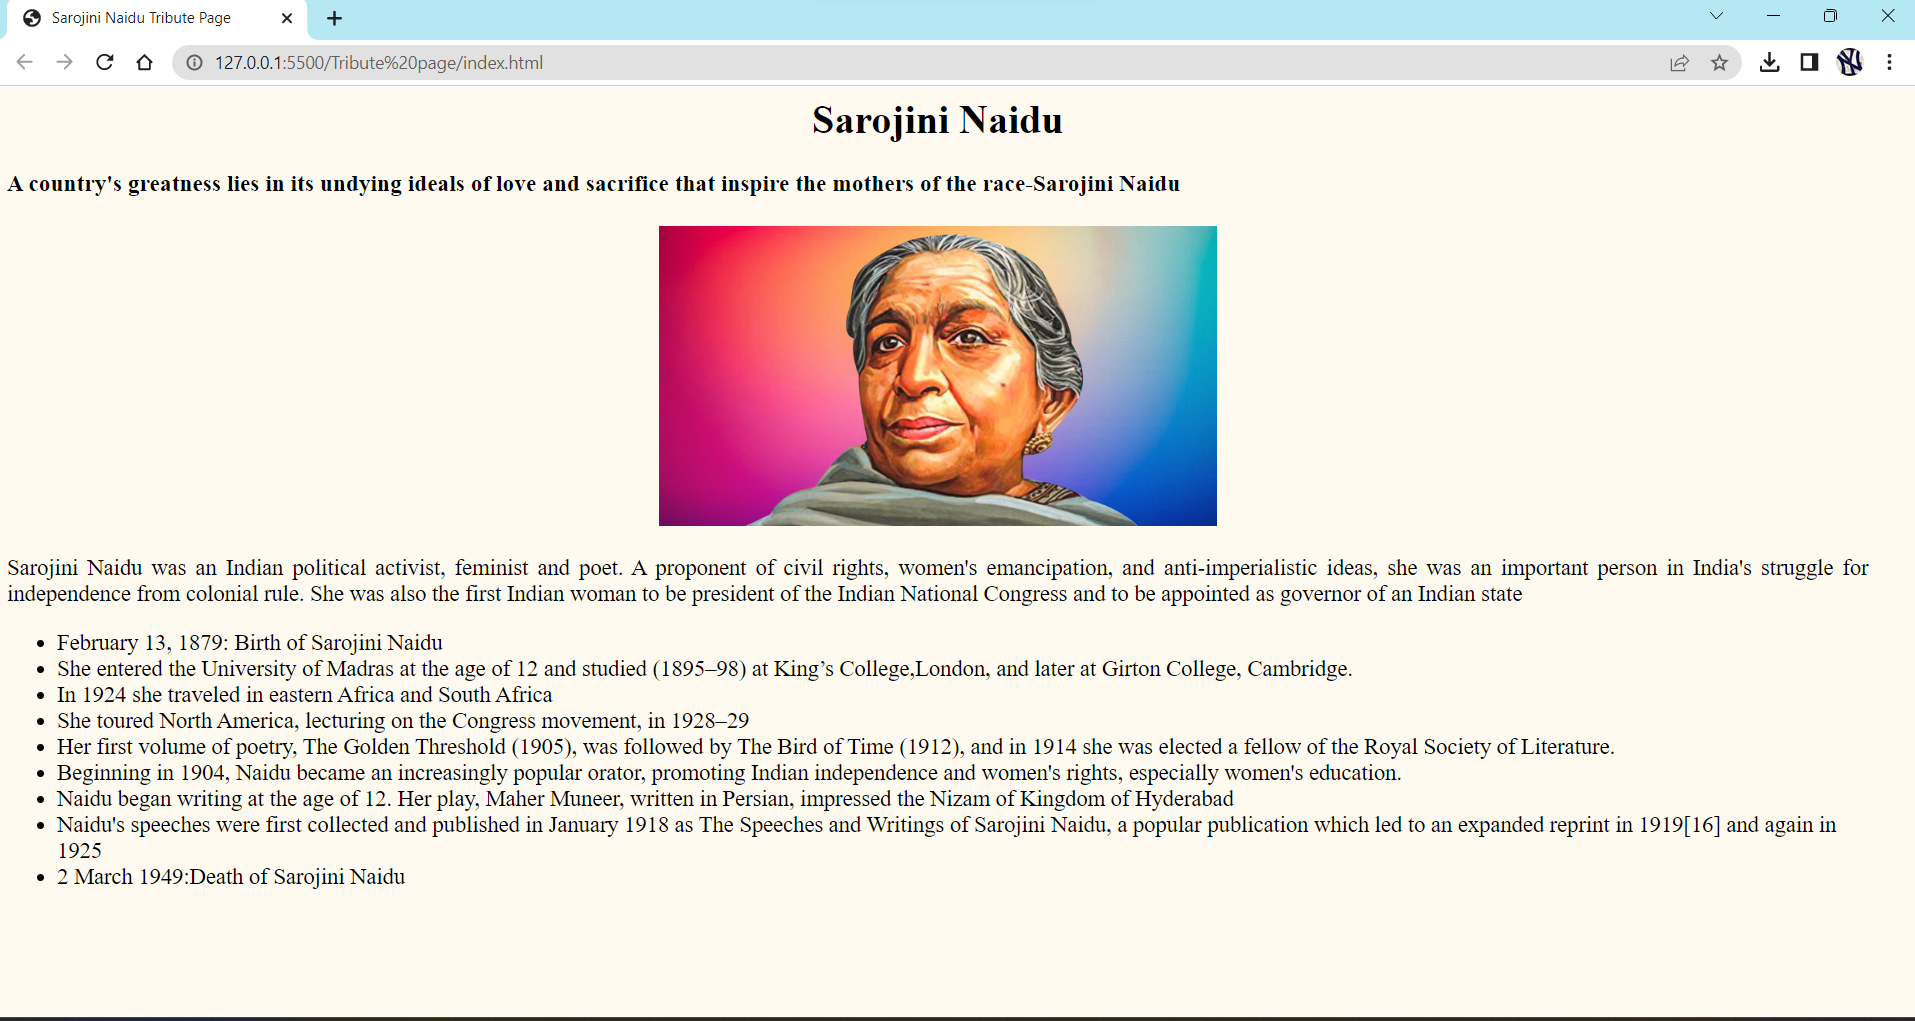 Sarojini Naidu Tribute Page
127.0.0.1:5500/Tribute%20page/index.html
Sarojini Naidu
A country's greatness lies in its undying ideals of love and sacrifice that inspire the mothers of the race-Sarojini Naidu
Sarojini Naidu was an Indian political activist, feminist and poet. A proponent of civil rights, women's emancipation, and anti-imperialistic ideas, she was an important person in India's struggle for
independence from colonial rule. She was also the first Indian woman to be president of the Indian National Congress and to be appointed as governor of an Indian state
• February 13, 1879: Birth of Sarojini Naidu
• She entered the University of Madras at the age of 12 and studied (1895–98) at King’s College,London, and later at Girton College, Cambridge.
• In 1924 she traveled in eastern Africa and South Africa
• She toured North America, lecturing on the Congress movement, in 1928–29
• Her first volume of poetry, The Golden Threshold (1905), was followed by The Bird of Time (1912), and in 1914 she was elected a fellow of the Royal Society of Literature.
• Beginning in 1904, Naidu became an increasingly popular orator, promoting Indian independence and women's rights, especially women's education.
• Naidu began writing at the age of 12. Her play, Maher Muneer, written in Persian, impressed the Nizam of Kingdom of Hyderabad
• Naidu's speeches were first collected and published in January 1918 as The Speeches and Writings of Sarojini Naidu, a popular publication which led to an expanded reprint in 1919[16] and again in
1925
• 2 March 1949:Death of Sarojini Naidu